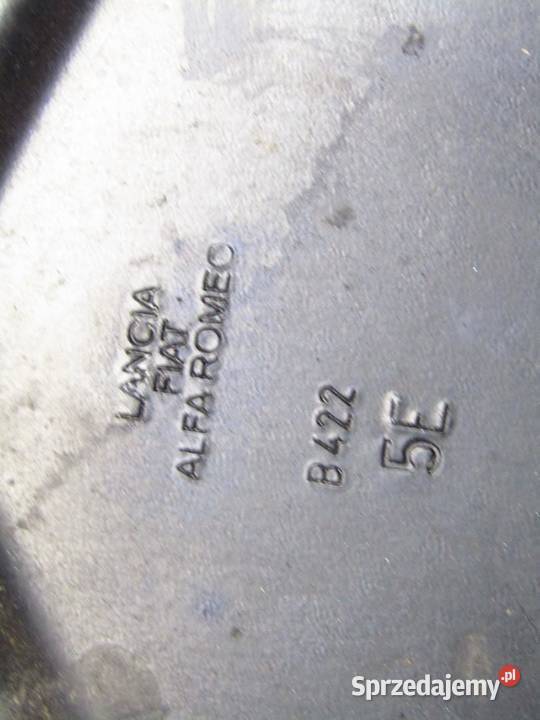 LANCIA
FIAT
ALFA ROMEO
B 422
5E
Sprzedajemy.pl